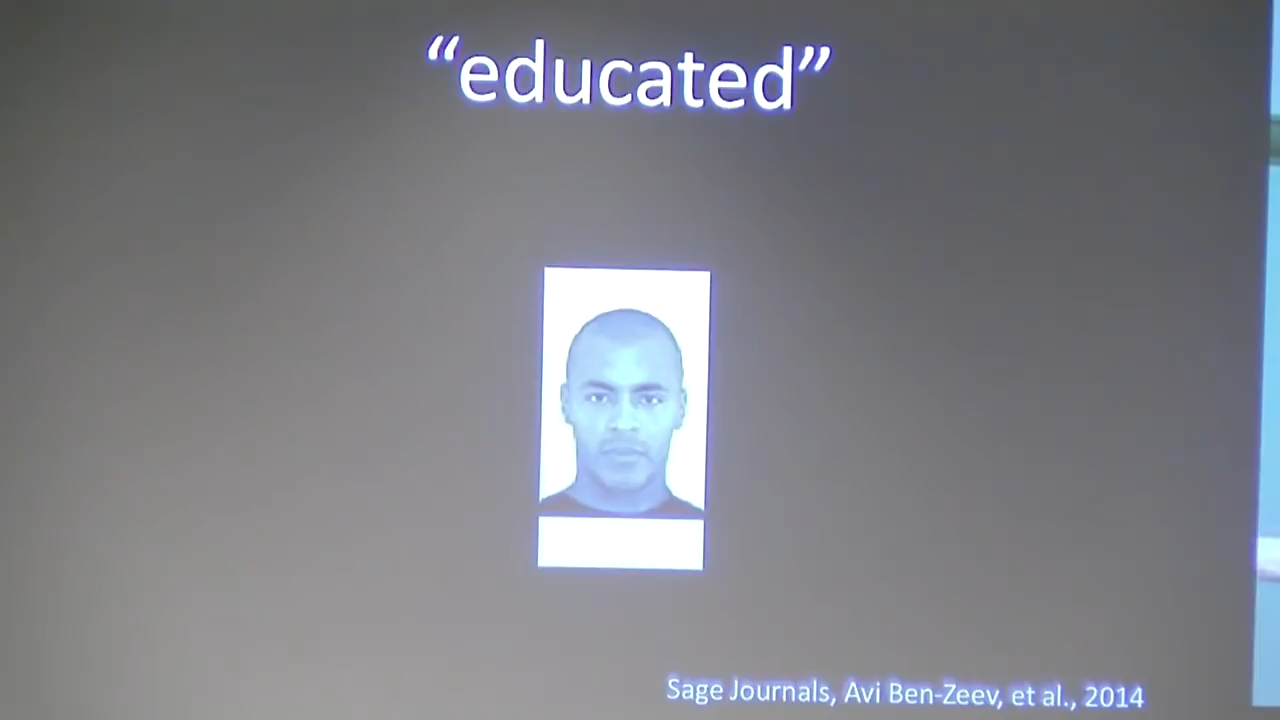 “educated”
Sage Journals, Avi Ben-Zeev, et al., 2014